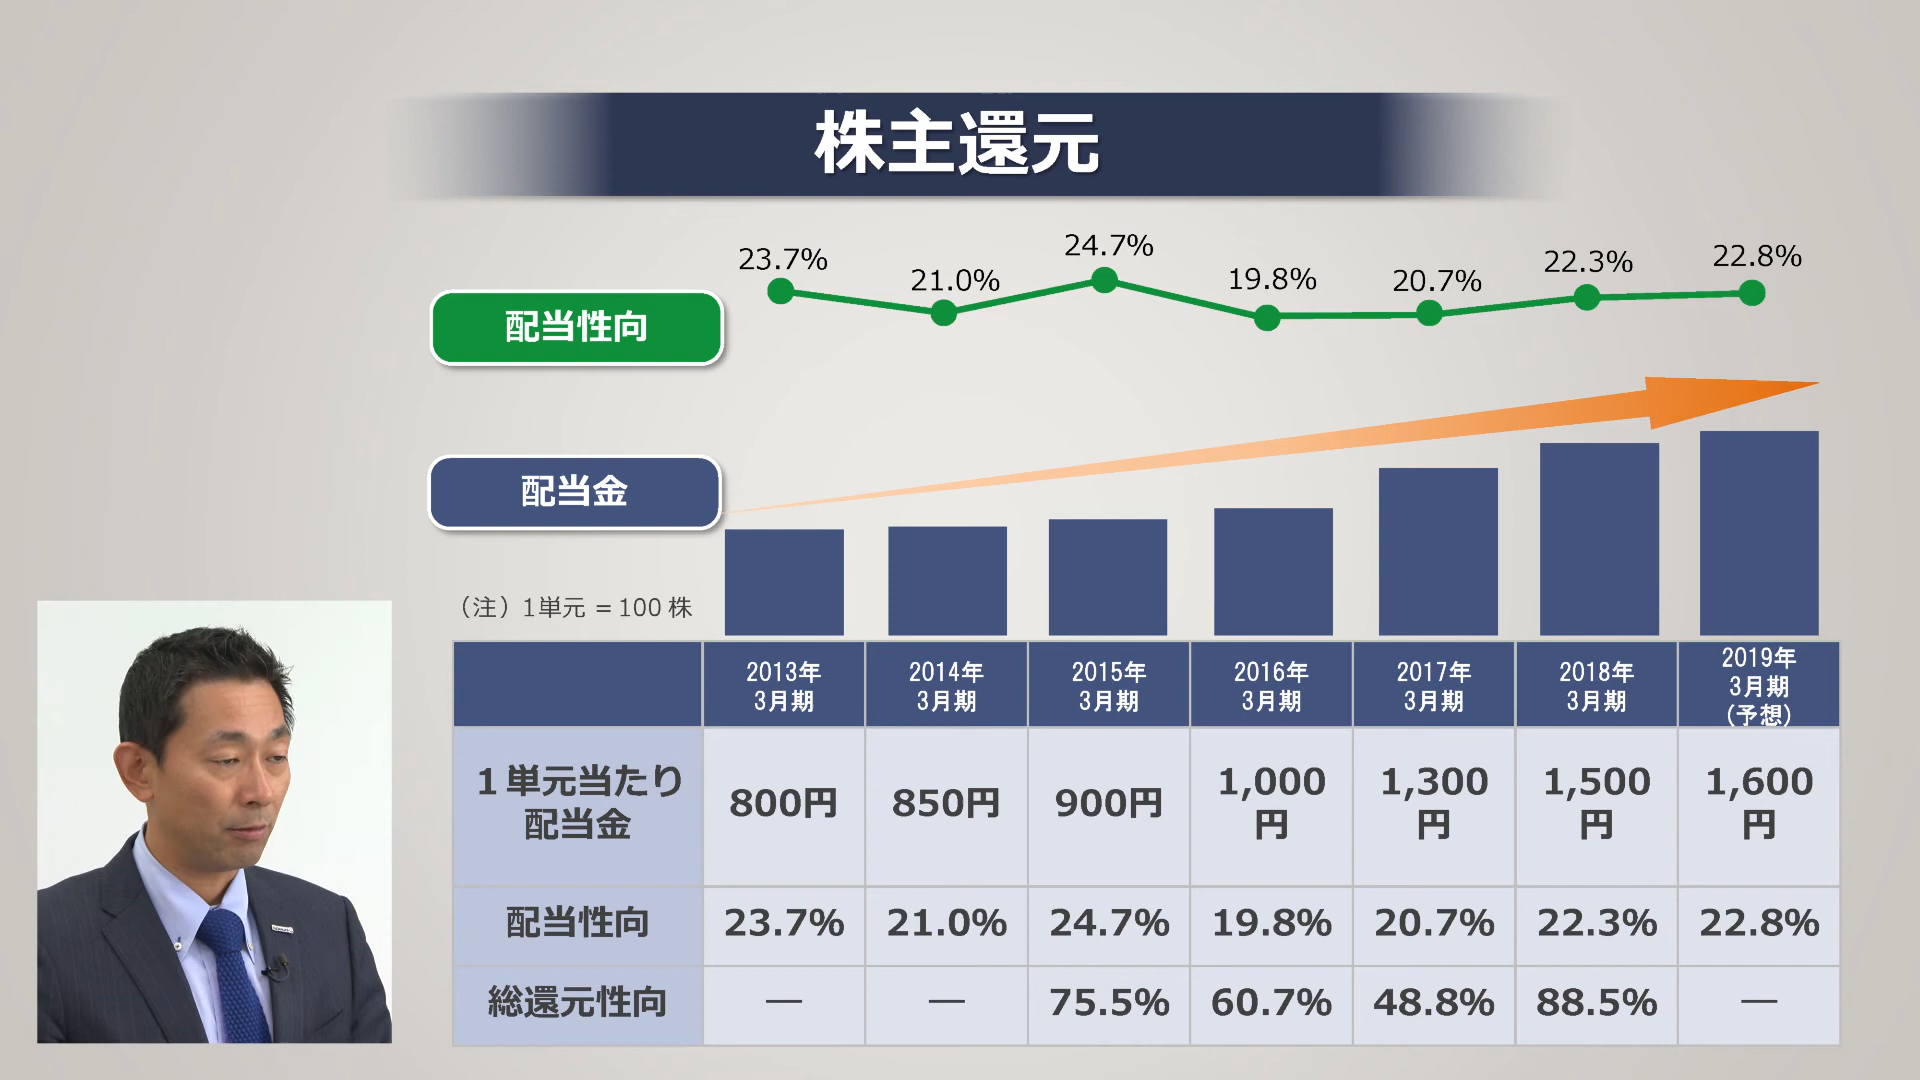 株主還元
23.7%
21.0%
24.7%
19.8%
20.7%
22.3%
22.8%
配当性向
配当金
（注）1単元 = 100 株
2013年
3月期
2014年
3月期
2015年
3月期
2016年
3月期
2017年
3月期
2018年
3月期
2019年
3月期
(予想)
1単元当たり
配当金
800円
850円
900円
1,000
円
1,300
円
1,500
円
1,600
円
配当性向
23.7%
21.0%
24.7%
19.8%
20.7%
22.3%
22.8%
総還元性向
―
―
75.5%
60.7%
48.8%
88.5%
―